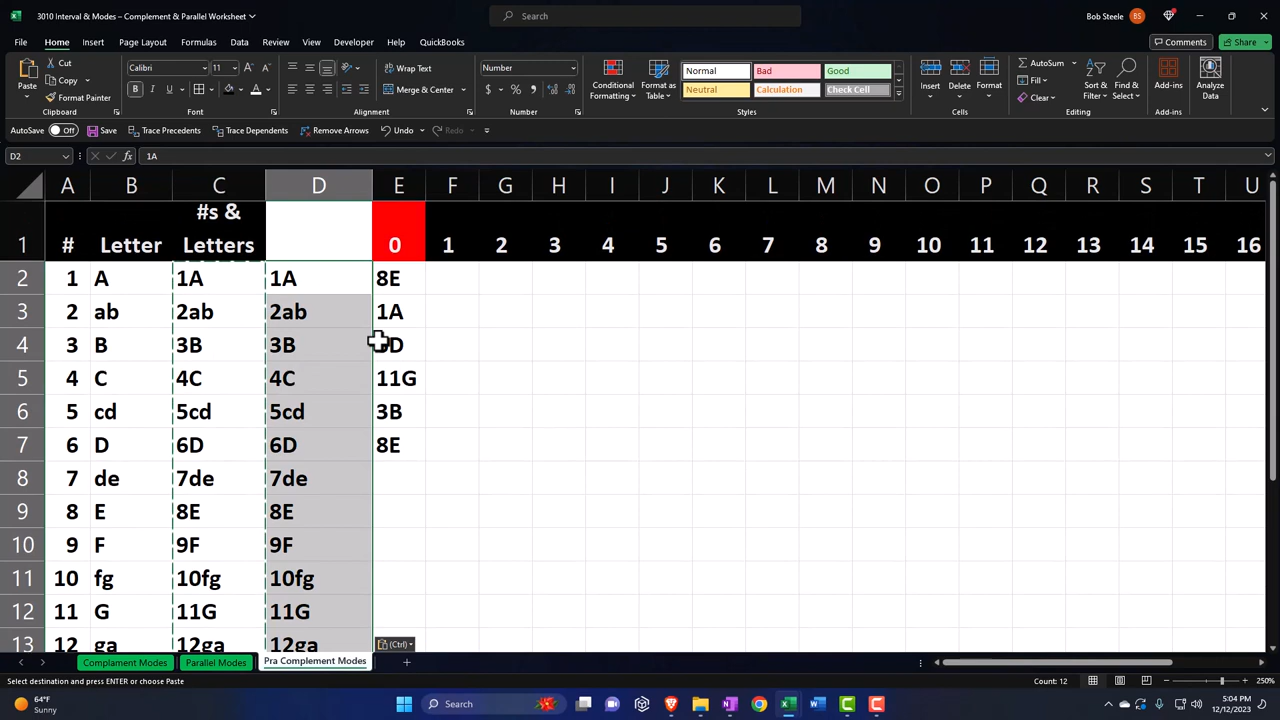 3010 Interval & Modes – Complement & Parallel Worksheet
Search
Bob Steele
BS
File
Home
Insert
Page Layout
Formulas
Data
Review
View
Developer
Help
QuickBooks
Comments
Share
Paste
Cut
Copy
Format Painter
Clipboard
Calibri
11
Font
Wrap Text
Merge & Center
Alignment
Number
Number
Conditional Formatting
Format as Table
Normal
Bad
Good
Neutral
Calculation
Check Cell
Styles
Insert
Delete
Format
Cells
AutoSum
Fill
Clear
Sort & Filter
Find & Select
Editing
Add-ins
Add-ins
Analyze Data
AutoSave Off
Save
Trace Precedents
Trace Dependents
Remove Arrows
Undo
Redo
D2
fx
1A
A B C D E F G H I J K L M N O P Q R S T U
1 # Letter #s & Letters 0 1 2 3 4 5 6 7 8 9 10 11 12 13 14 15 16
2 1 A 1A 1A 8E
3 2 ab 2ab 2ab 1A
4 3 B 3B 3B D
5 4 C 4C 4C 11G
6 5 cd 5cd 5cd 3B
7 6 D 6D 6D 8E
8 7 de 7de 7de
9 8 E 8E 8E
10 9 F 9F 9F
11 10 fg 10fg 10fg
12 11 G 11G 11G
13 12 ga 12ga 12ga
(Ctrl)
Complament Modes
Parallel Modes
Pra Complement Modes
Select destination and press ENTER or choose Paste
Count: 12
250%
64°F
Sunny
Search
5:04 PM
12/12/2023